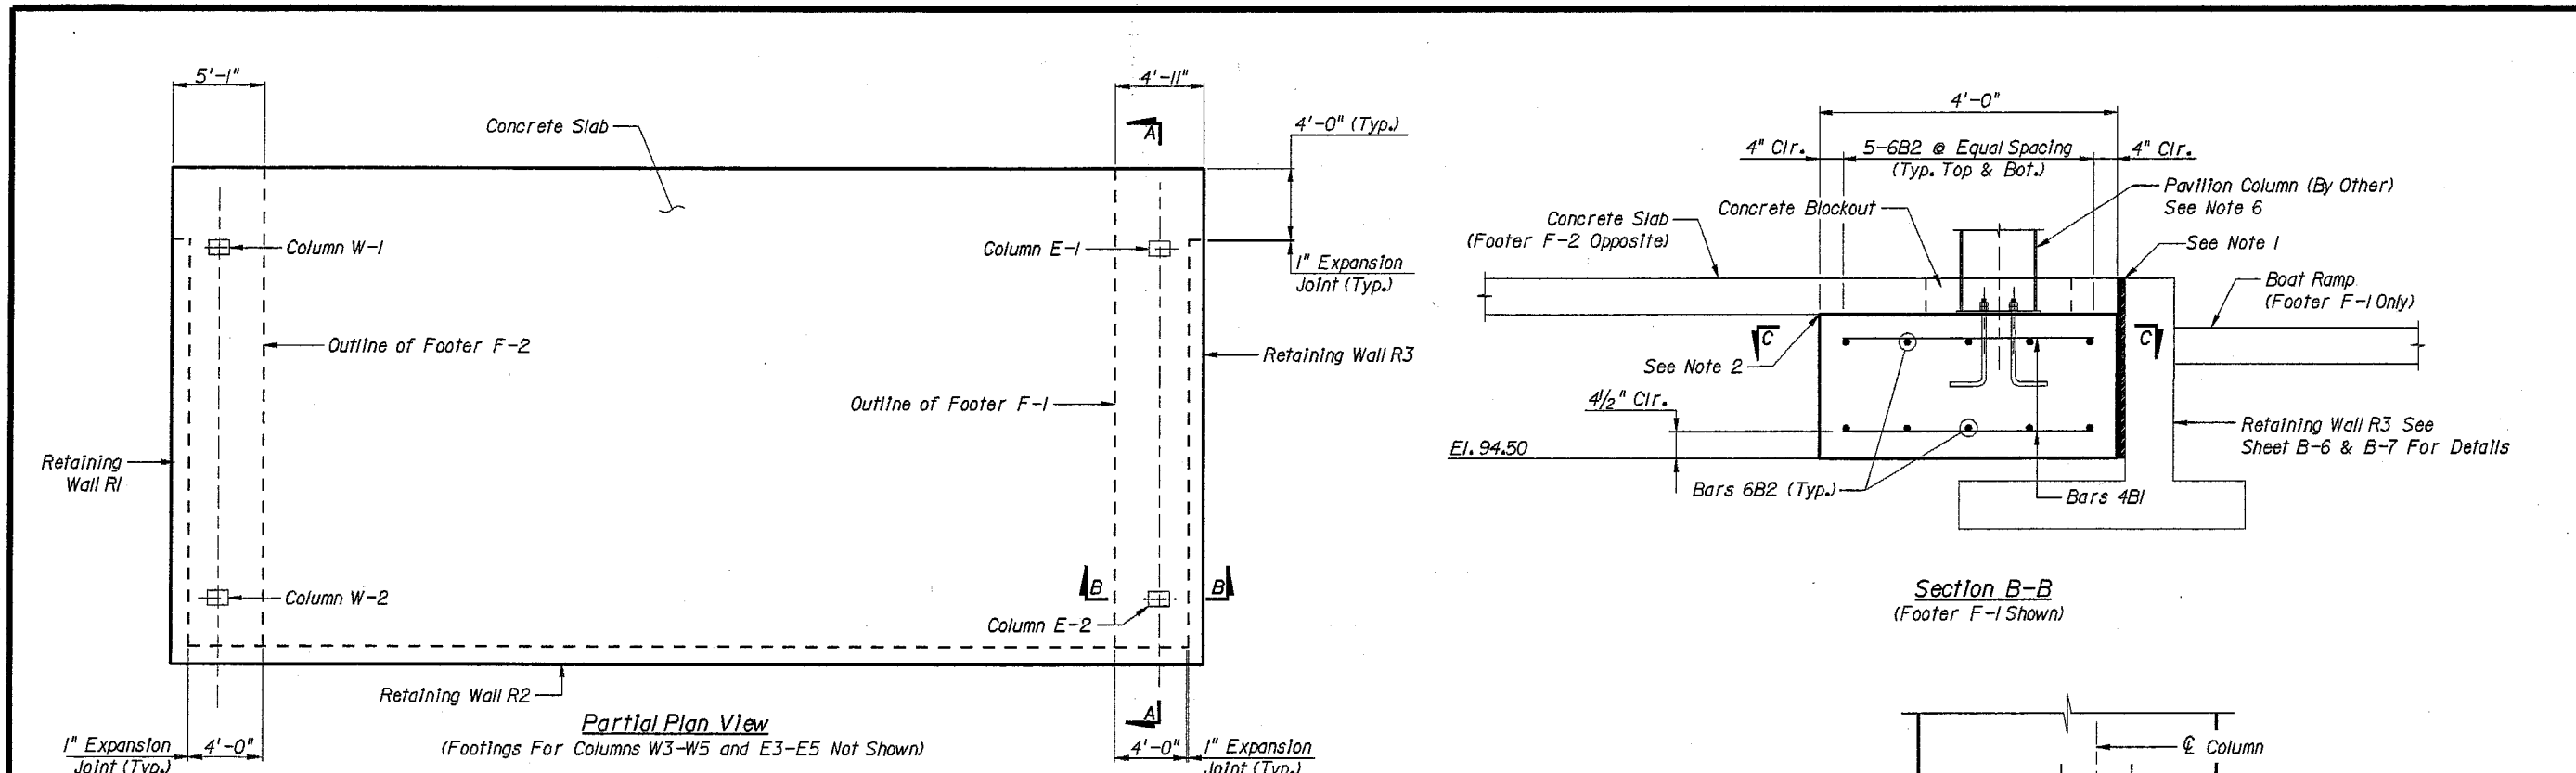 5'-1"
4'-11"
Concrete Slab
A
4'-0" (Typ.)
Column W-1
Column E-1
1" Expansion
Joint (Typ.)
Outline of Footer F-2
Retaining Wall R3
Outline of Footer F-1
Retaining
Wall R1
B
B
Column W-2
Column E-2
Retaining Wall R2
A
Partial Plan View
(Footings For Columns W3-W5 and E3-E5 Not Shown)
1" Expansion
Joint (Typ.)
4'-0"
4'-0"
1" Expansion
Joint (Typ.)
4'-0"
4" Clr.
5-6B2 @ Equal Spacing
(Typ. Top & Bot.)
4" Clr.
Pavilion Column (By Other)
See Note 6
Concrete Slab
(Footer F-2 Opposite)
Concrete Blockout
See Note 1
Boat Ramp
(Footer F-1 Only)
C
C
See Note 2
4 1/2" Clr.
El. 94.50
Retaining Wall R3 See
Sheet B-6 & B-7 For Details
Bars 6B2 (Typ.)
Bars 4B1
Section B-B
(Footer F-1 Shown)
℄ Column